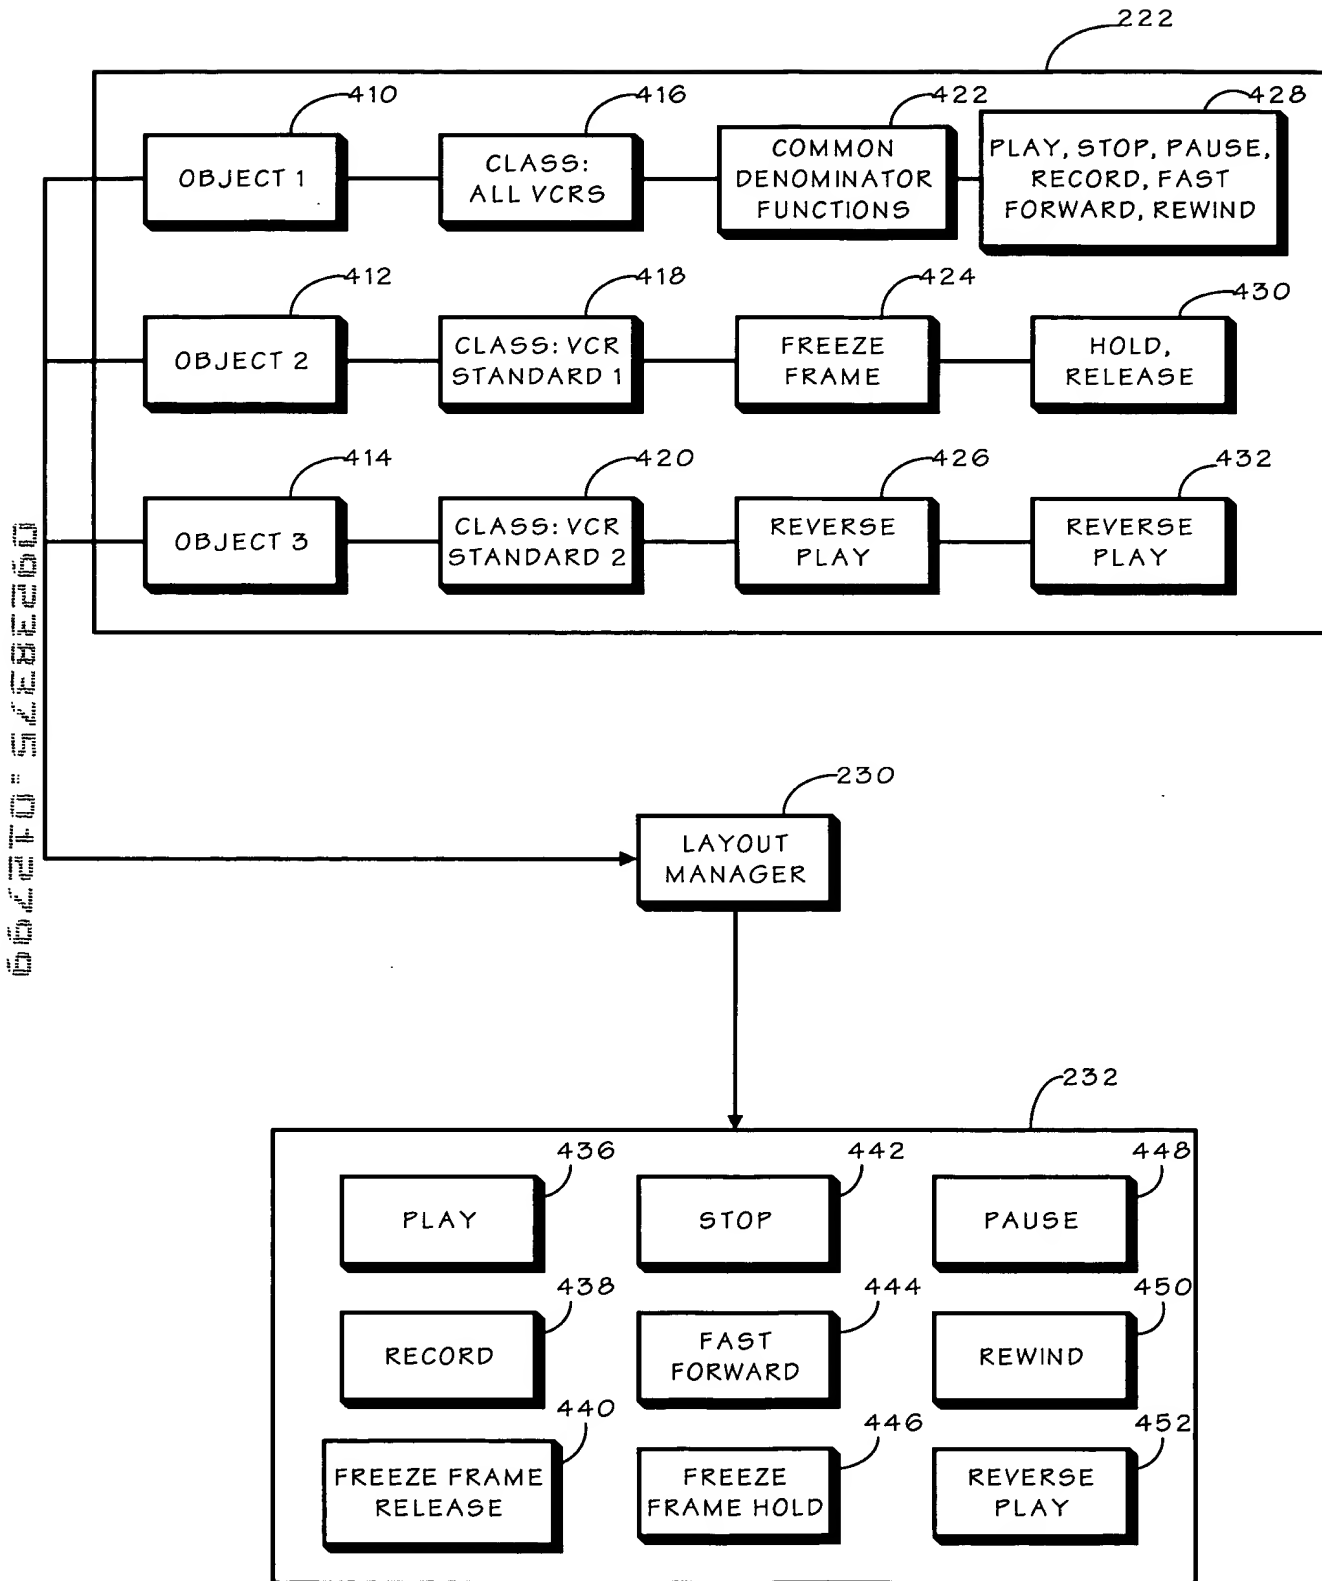 222
410
416
422
428
OBJECT 1
CLASS:
ALL VCRS
COMMON
DENOMINATOR
FUNCTIONS
PLAY, STOP, PAUSE,
RECORD, FAST
FORWARD, REWIND
412
418
424
430
OBJECT 2
CLASS: VCR
STANDARD 1
FREEZE
FRAME
HOLD,
RELEASE
414
420
426
432
OBJECT 3
CLASS: VCR
STANDARD 2
REVERSE
PLAY
REVERSE
PLAY
09238375.012799
230
LAYOUT
MANAGER
232
436
442
448
PLAY
STOP
PAUSE
438
444
450
RECORD
FAST
FORWARD
REWIND
440
446
452
FREEZE FRAME
RELEASE
FREEZE
FRAME HOLD
REVERSE
PLAY